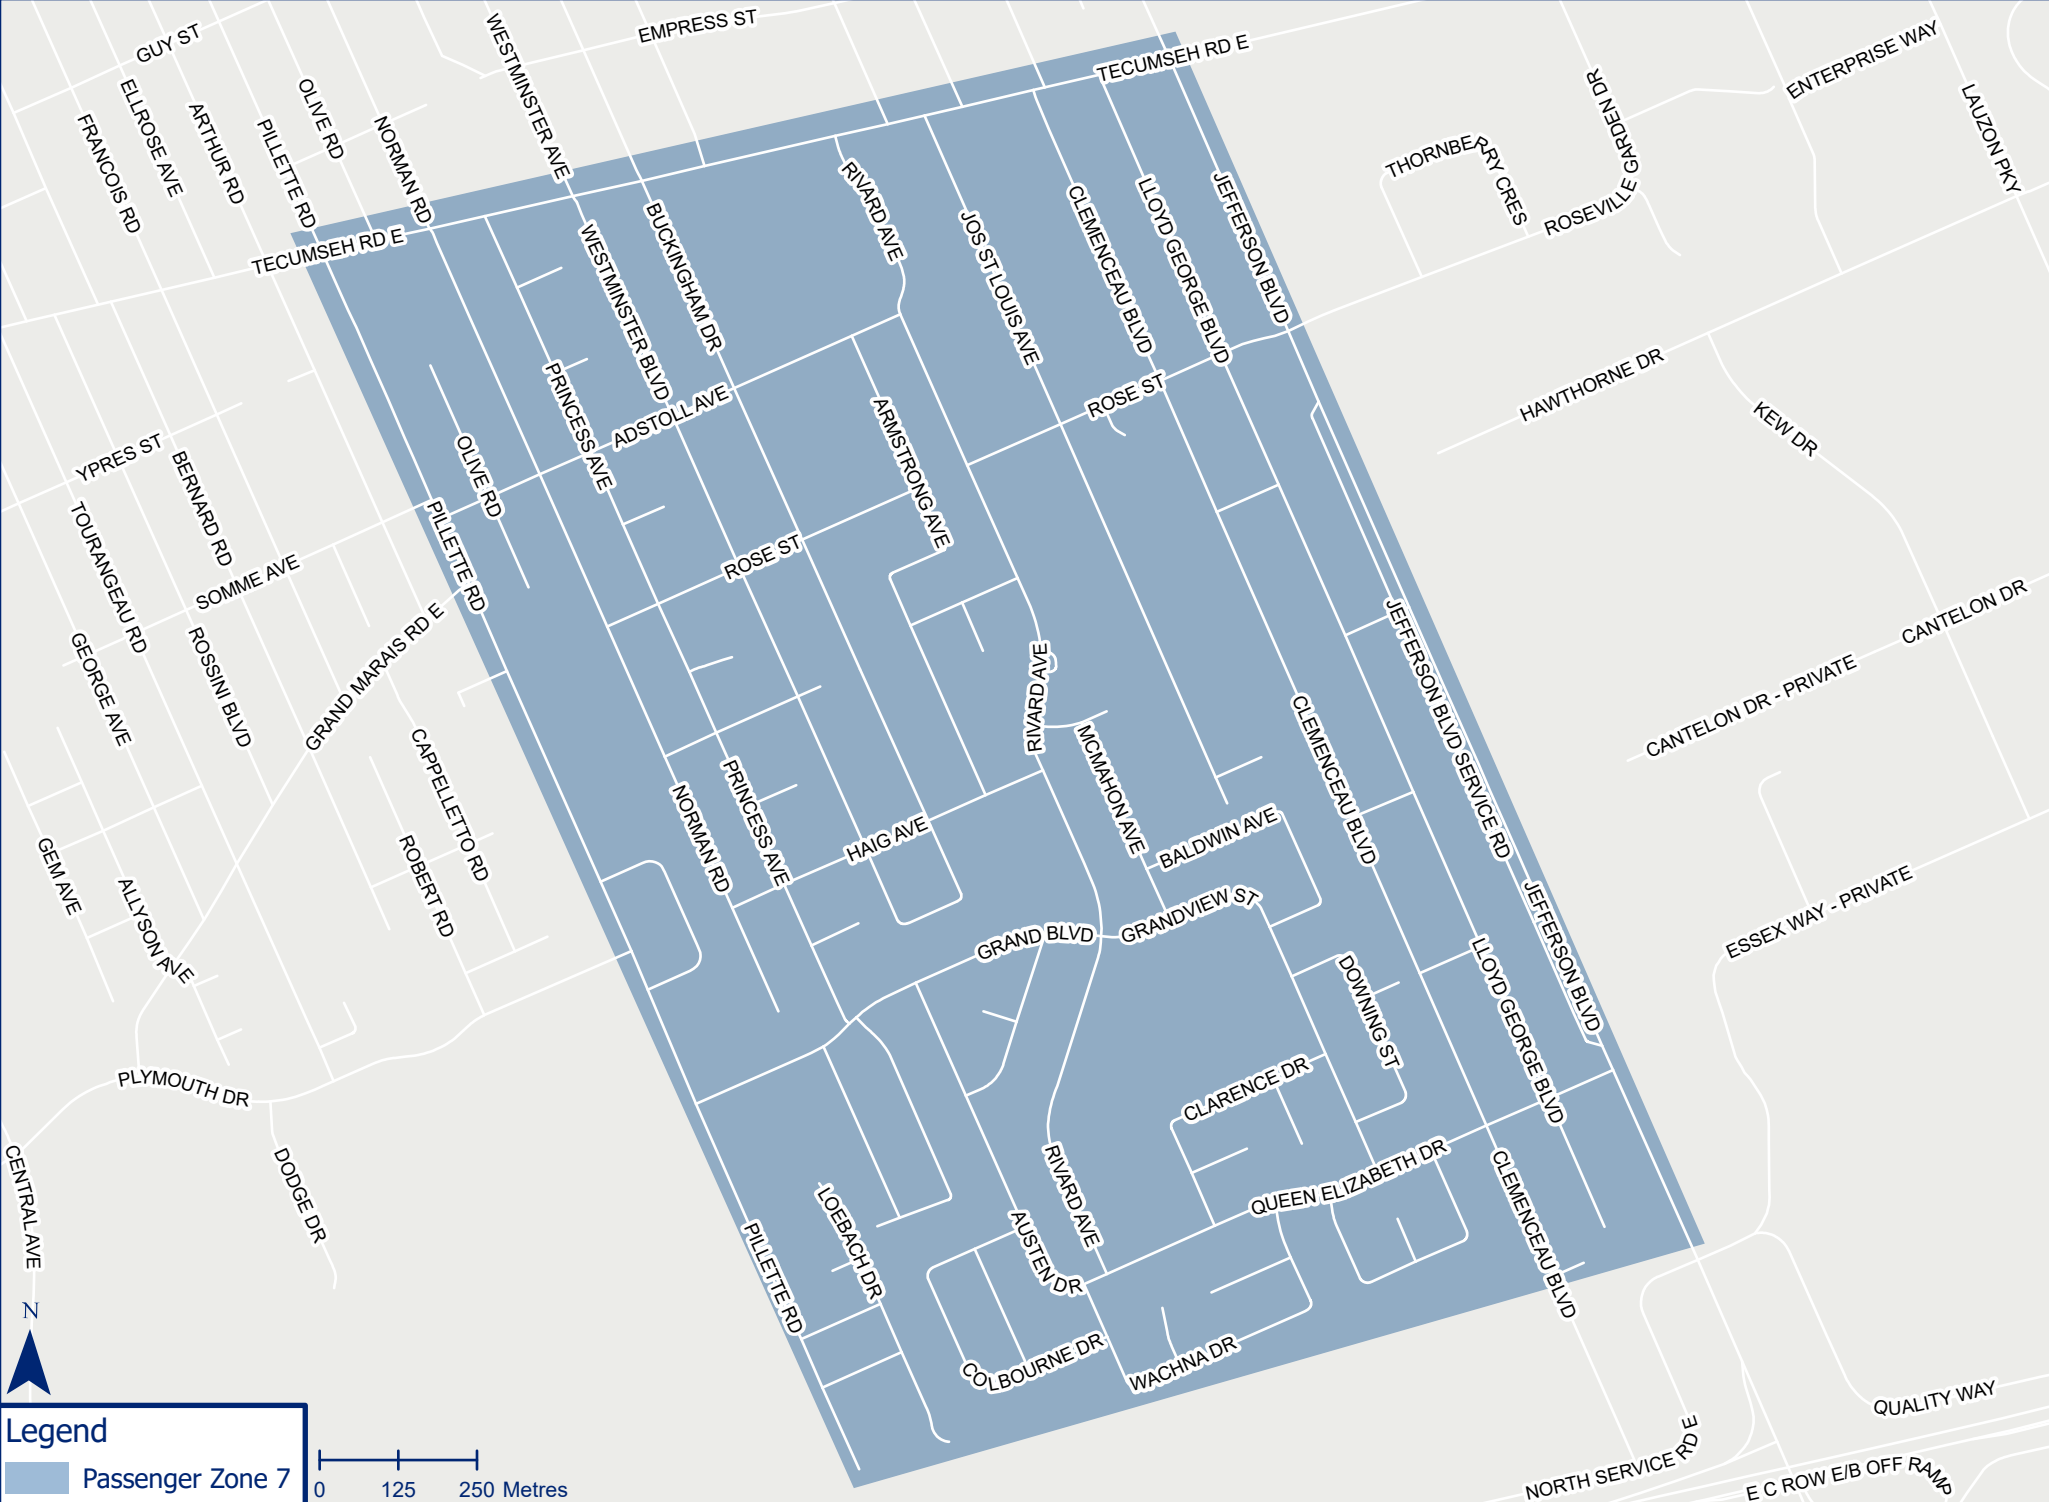 GUY ST
EMPRESS ST
WESTMINSTER AVE
TECUMSEH RD E
ENTERPRISE WAY
ROSEVILLE GARDEN DR
LAUZON PKY
THORNBERRY CRES
FRANCOIS RD
ELLROSE AVE
ARTHUR RD
PILLETTE RD
OLIVE RD
NORMAN RD
TECUMSEH RD E
WESTMINSTER BLVD
BUCKINGHAM DR
RIVARD AVE
JOS ST LOUIS AVE
CLEMENCEAU BLVD
LLOYD GEORGE BLVD
JEFFERSON BLVD
HAWTHORNE DR
KEW DR
PRINCESS AVE
ADSTOLL AVE
ROSE ST
ARMSTRONG AVE
YPRES ST
BERNARD RD
OLIVE RD
PILLETTE RD
TOURANGEAU RD
SOMME AVE
ROSE ST
GEORGE AVE
ROSSINI BLVD
GRAND MARAIS RD E
CAPPELLETTO RD
RIVARD AVE
JEFFERSON BLVD SERVICE RD
CANTELON DR
CANTELON DR - PRIVATE
CLEMENCEAU BLVD
MCMAHON AVE
NORMAN RD
PRINCESS AVE
HAIG AVE
BALDWIN AVE
GEM AVE
ALLYSON AVE
ROBERT RD
GRAND BLVD
GRANDVIEW ST
JEFFERSON BLVD
ESSEX WAY - PRIVATE
LLOYD GEORGE BLVD
DOWNING ST
PLYMOUTH DR
CLARENCE DR
CENTRAL AVE
DODGE DR
QUEEN ELIZABETH DR
CLEMENCEAU BLVD
RIVARD AVE
LOEBACH DR
PILLETTE RD
AUSTEN DR
COLBOURNE DR
WACHNA DR
QUALITY WAY
NORTH SERVICE RD E
E C ROW E/B OFF RAMP
N
Legend
Passenger Zone 7
0 125 250 Metres